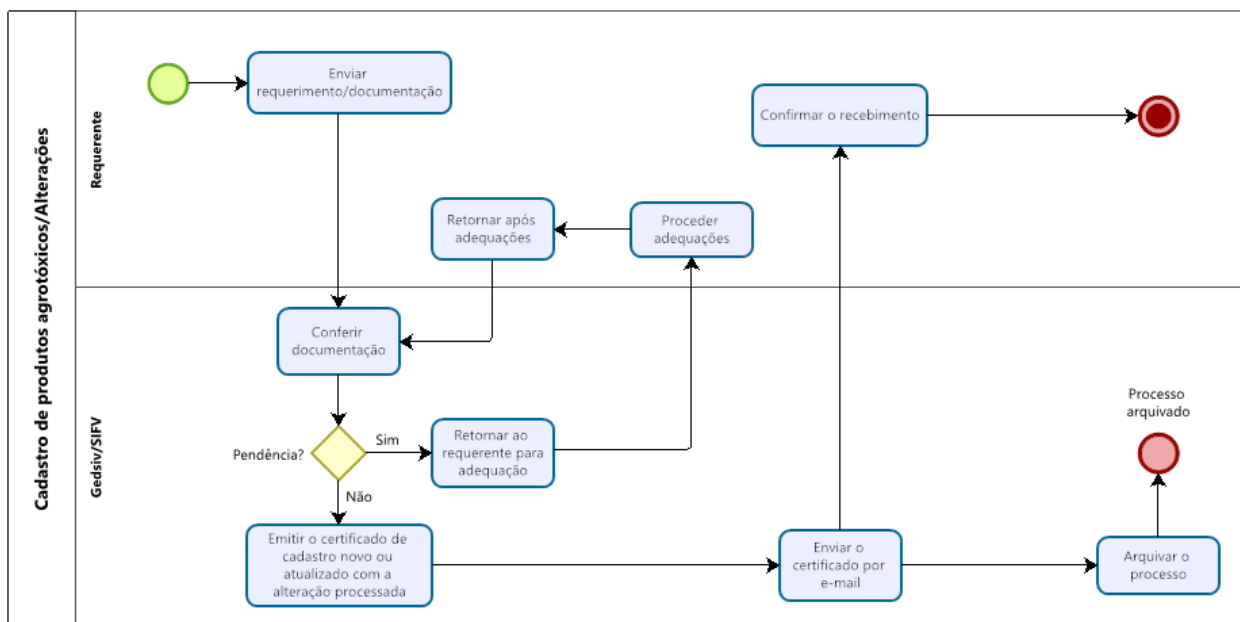 Cadastro de produtos agrotóxicos/Alterações
Requerente
Enviar
requerimento/documentação
Confirmar o recebimento
Retornar após
adequações
Proceder
adequações
Gedsiv/SIFV
Conferir
documentação
Pendência?
Sim
Retornar ao
requerente para
adequação
Não
Emitir o certificado de
cadastro novo ou
atualizado com a
alteração processada
Enviar o
certificado por
e-mail
Arquivar o
processo
Processo
arquivado